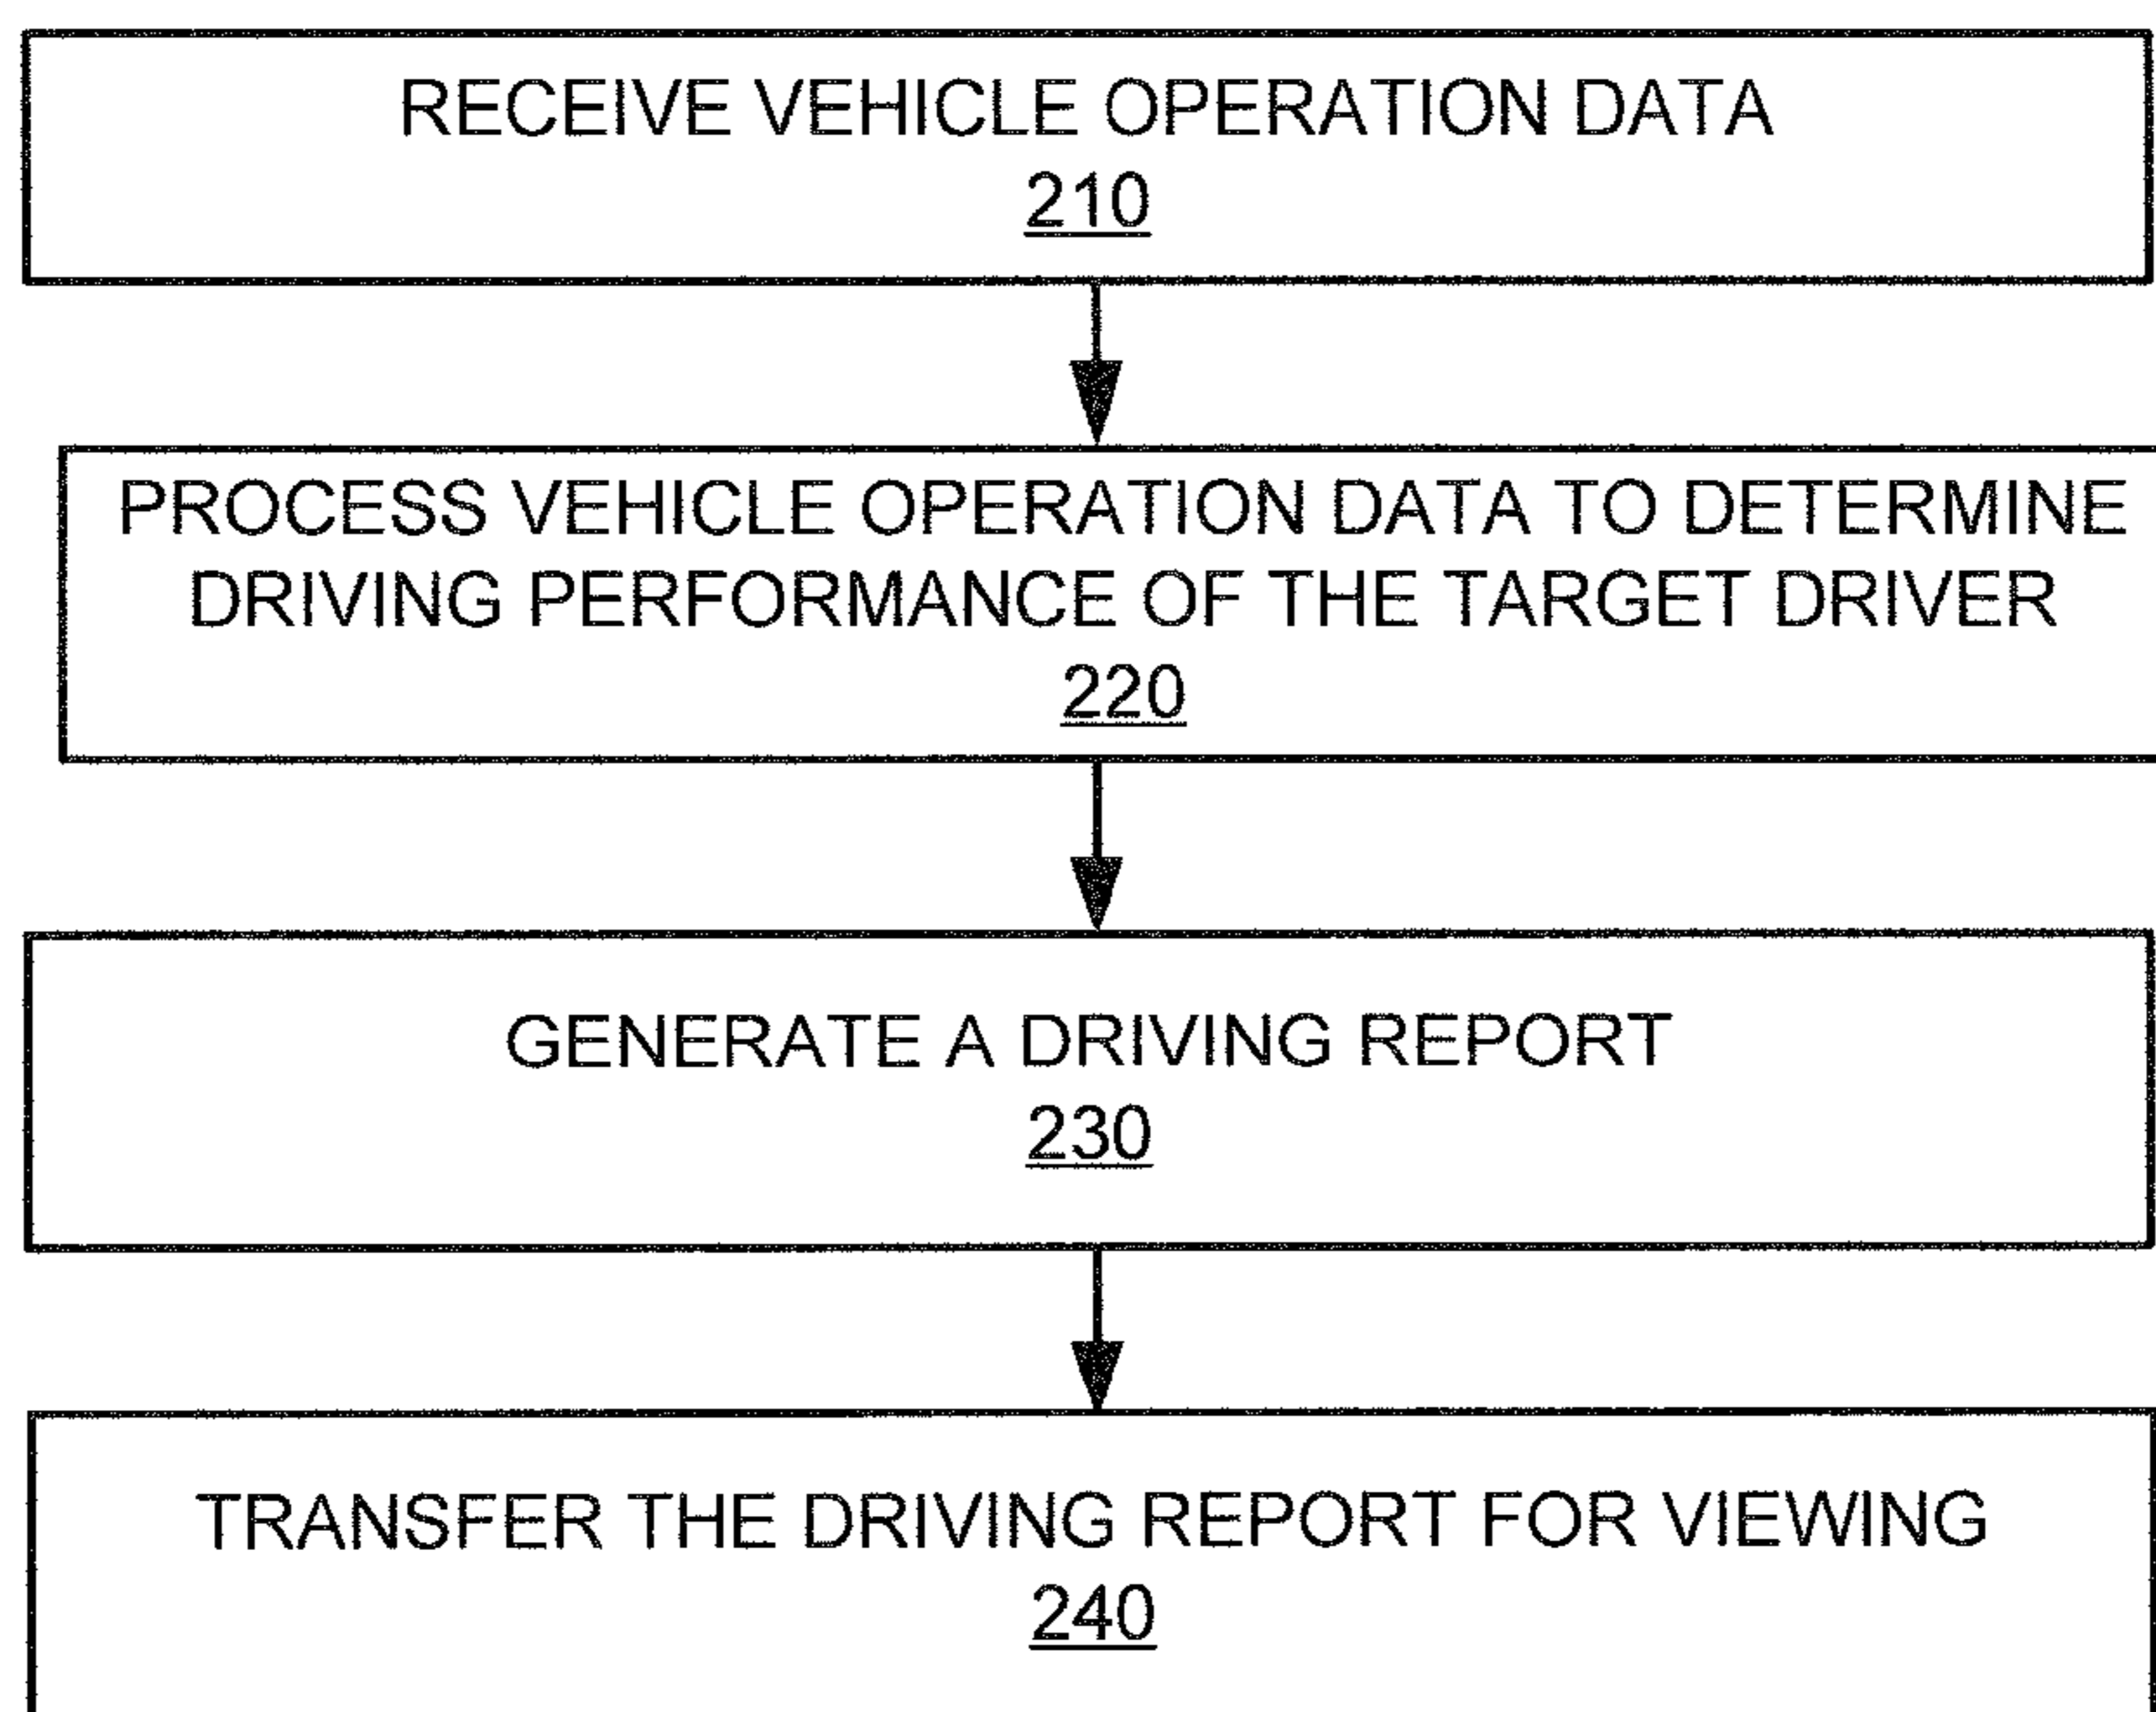 RECEIVE VEHICLE OPERATION DATA
210
PROCESS VEHICLE OPERATION DATA TO DETERMINE
DRIVING PERFORMANCE OF THE TARGET DRIVER
220
GENERATE A DRIVING REPORT
230
TRANSFER THE DRIVING REPORT FOR VIEWING
240